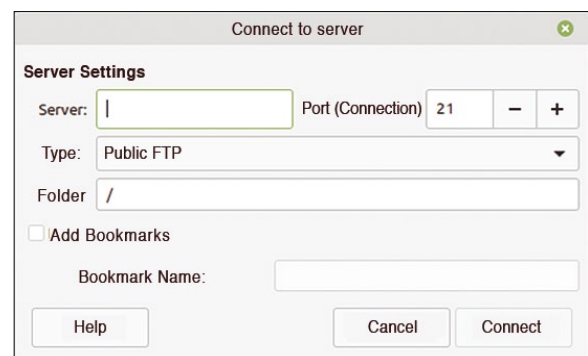 Connect to server
Server Settings
Server: Port (Connection) 21 − +
Type: Public FTP
Folder /
Add Bookmarks
Bookmark Name:
Help Cancel Connect